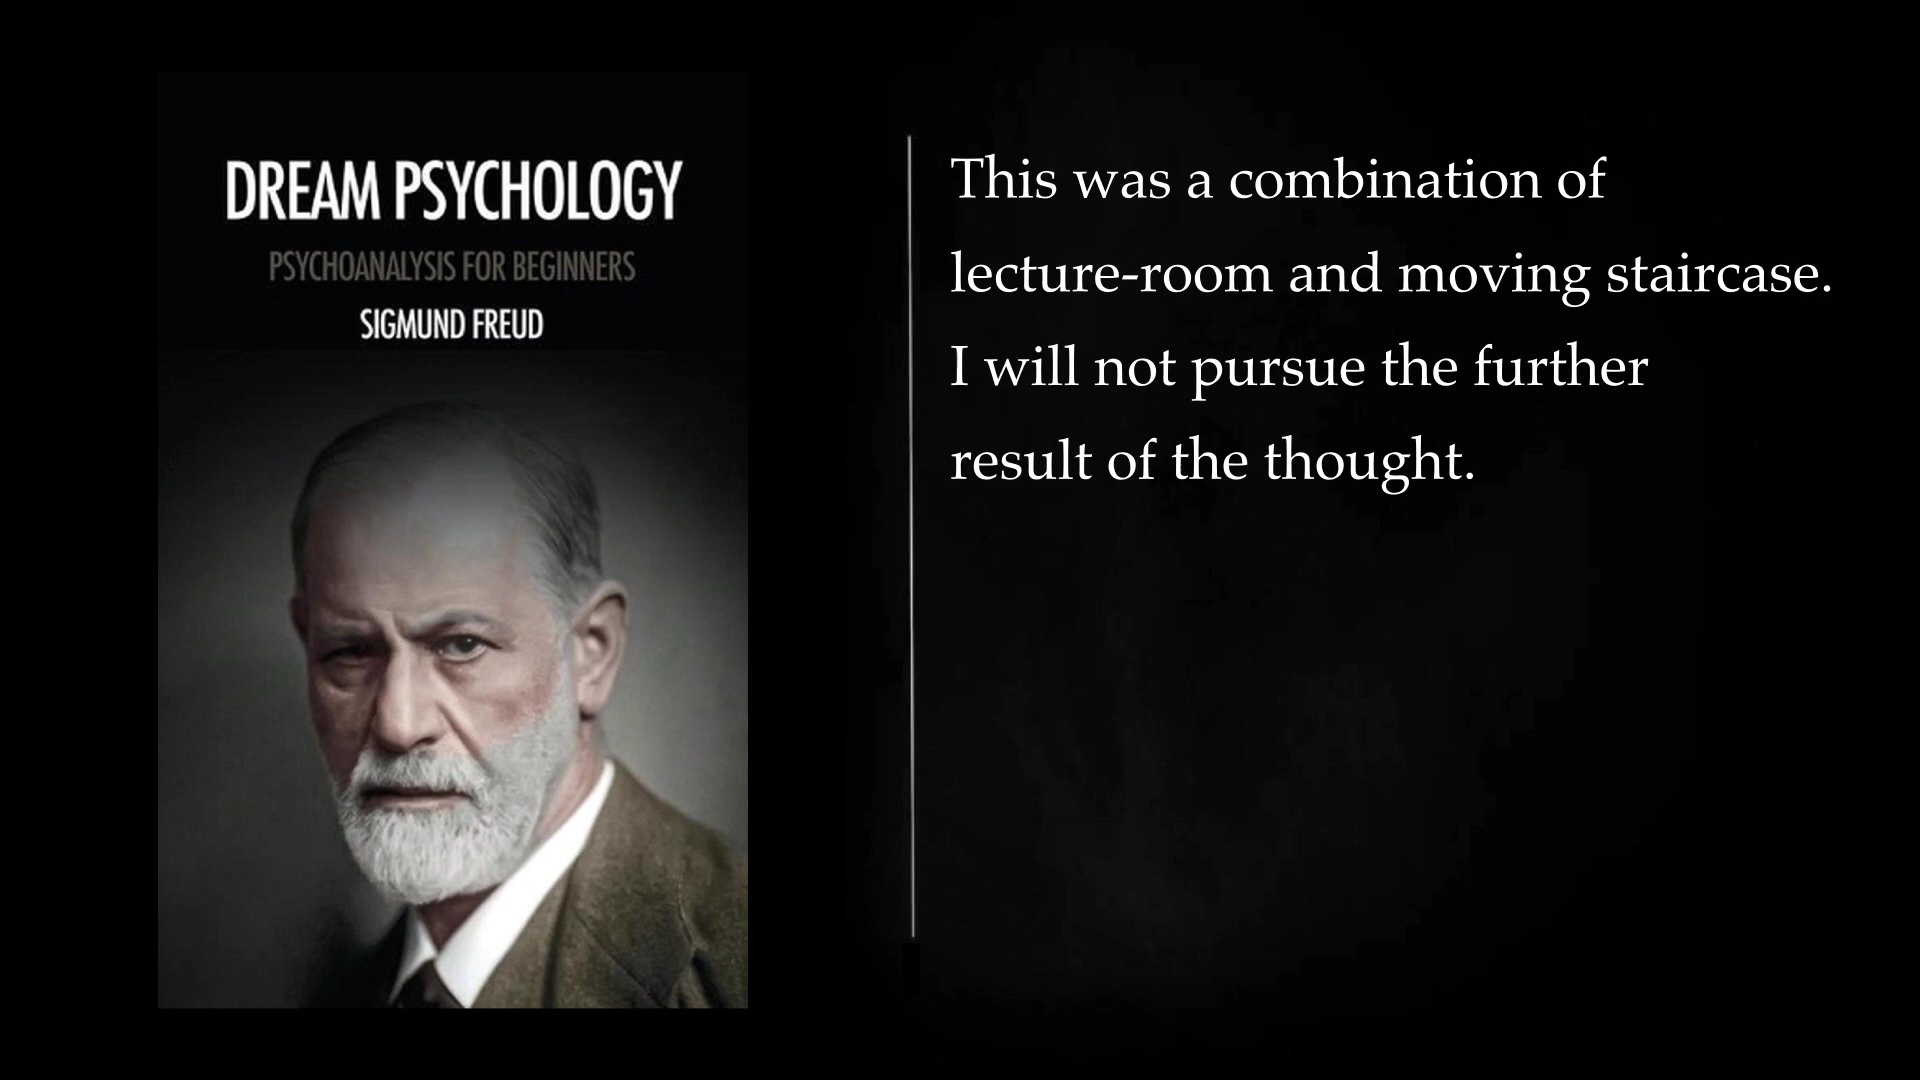 DREAM PSYCHOLOGY
PSYCHOANALYSIS FOR BEGINNERS
SIGMUND FREUD
This was a combination of
lecture-room and moving staircase.
I will not pursue the further
result of the thought.